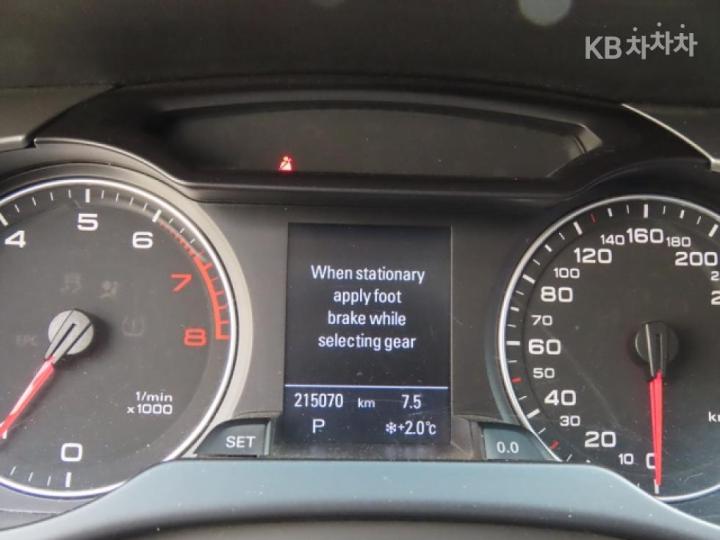 KB차차차
4 5 6 7 8
EPC
1/min
x1000
0
SET
When stationary
apply foot
brake while
selecting gear
215070 km 7.5
P ❄+2.0°c
0.0
0 10 20 30 40 50 60 70 80 100 120 140 160 180 200